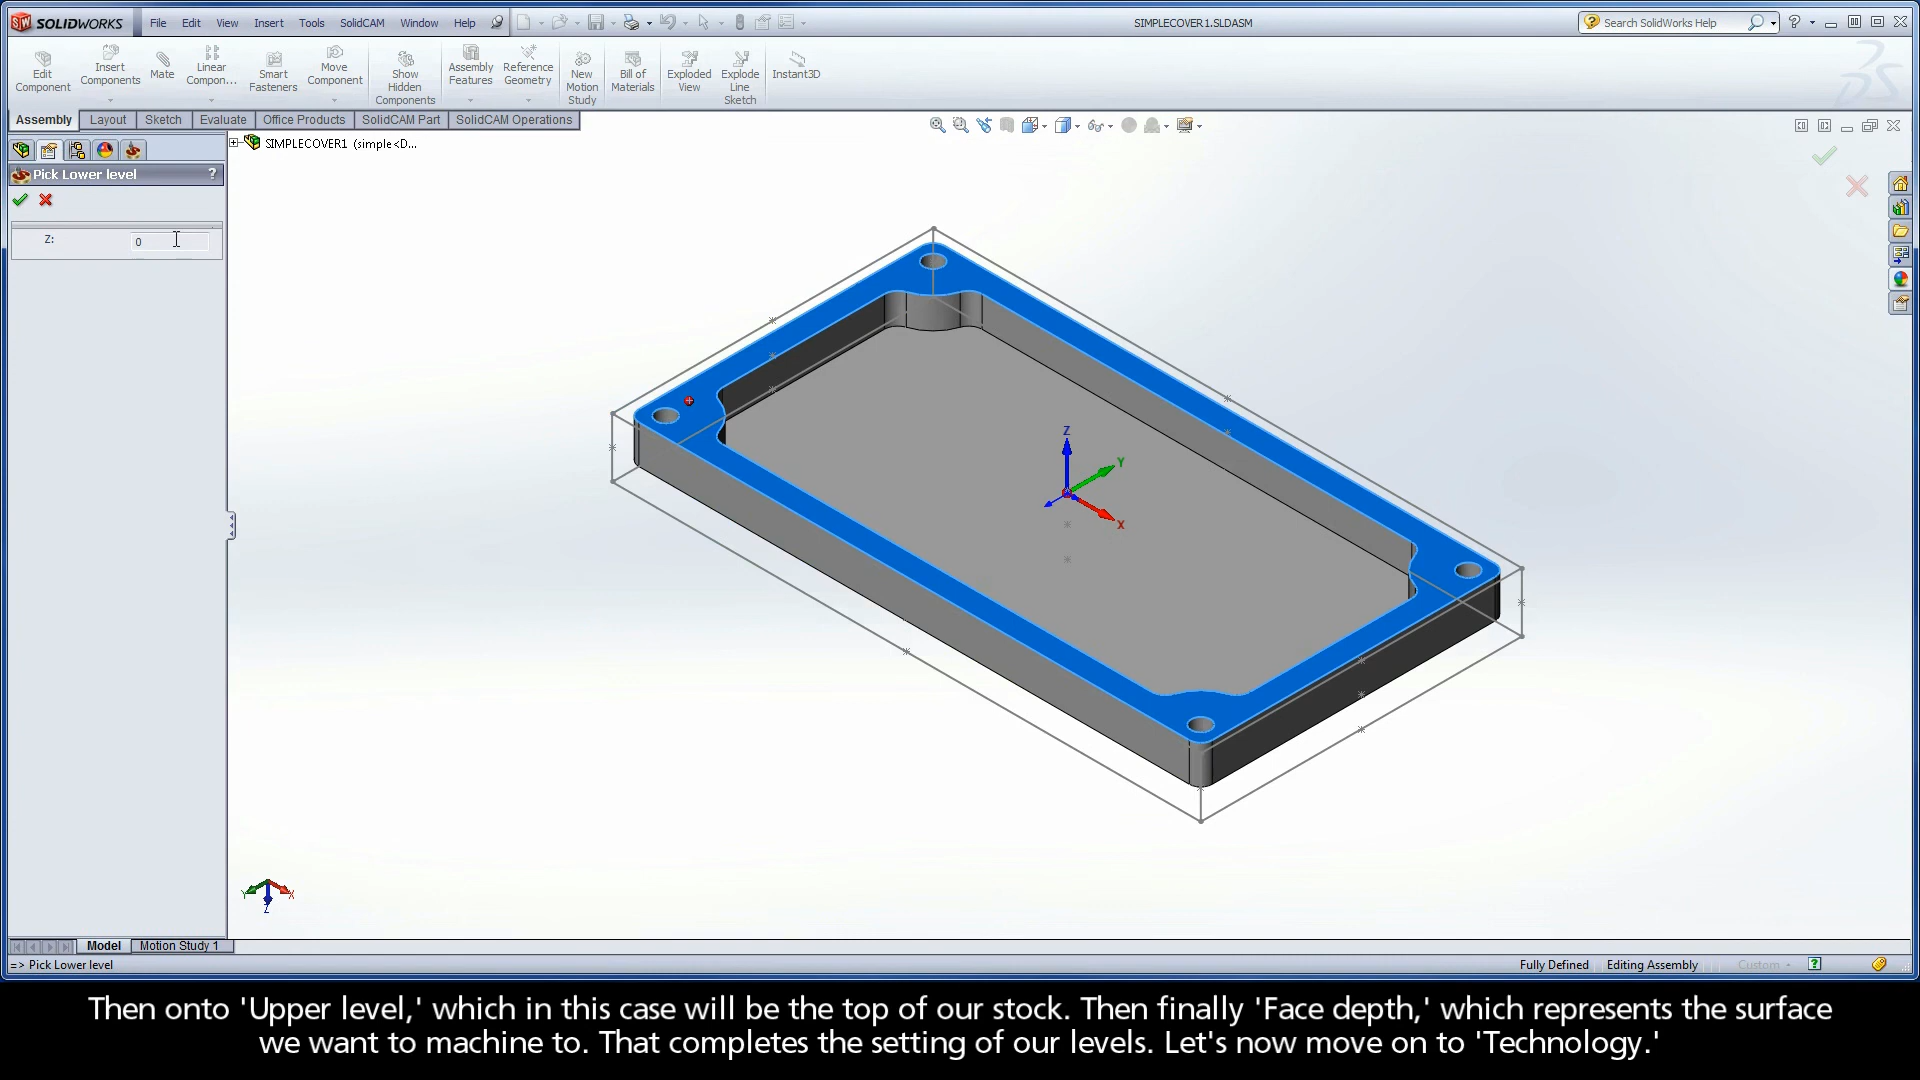 SOLIDWORKS File Edit View Insert Tools SolidCAM Window Help SIMPLECOVER1.SLDASM Search SolidWorks Help
Edit Component
Insert Components
Mate
Linear Compon...
Smart Fasteners
Move Component
Show Hidden Components
Assembly Features
Reference Geometry
New Motion Study
Bill of Materials
Exploded View
Explode Line Sketch
Instant3D
Assembly Layout Sketch Evaluate Office Products SolidCAM Part SolidCAM Operations
SIMPLECOVER1 (simple<D...
Pick Lower level ?
Z: 0
Z
Y
X
Y X
Z
Model Motion Study 1
=> Pick Lower level Fully Defined Editing Assembly Custom
Then onto 'Upper level,' which in this case will be the top of our stock. Then finally 'Face depth,' which represents the surface
we want to machine to. That completes the setting of our levels. Let's now move on to 'Technology.'